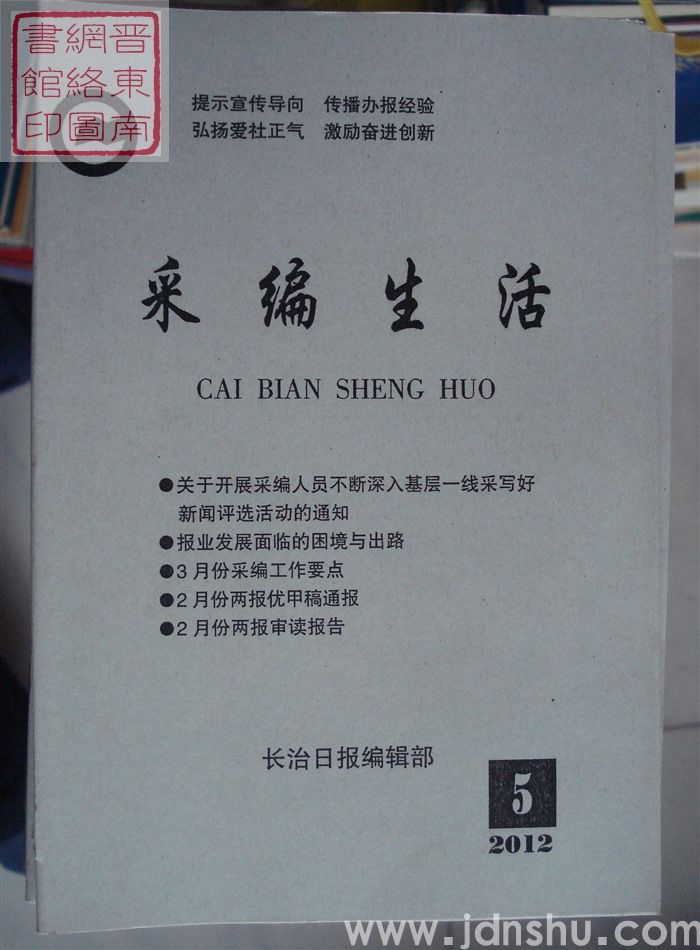 晋东南
網絡圖
書館印
提示宣传导向 传播办报经验
弘扬爱社正气 激励奋进创新
采编生活
CAI BIAN SHENG HUO
●关于开展采编人员不断深入基层一线采写好
新闻评选活动的通知
●报业发展面临的困境与出路
●3月份采编工作要点
●2月份两报优甲稿通报
●2月份两报审读报告
长治日报编辑部
5
2012
www.jdnshu.com